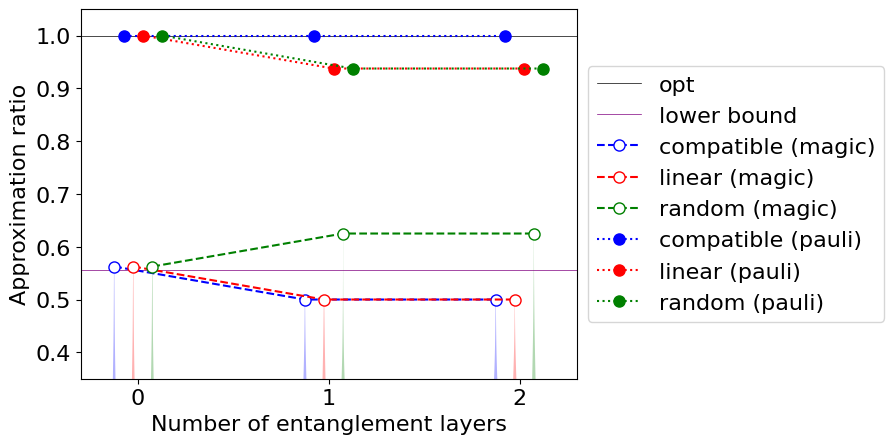 1.0
0.9
0.8
0.7
0.6
0.5
0.4
Approximation ratio
0 1 2
Number of entanglement layers
opt
lower bound
compatible (magic)
linear (magic)
random (magic)
compatible (pauli)
linear (pauli)
random (pauli)